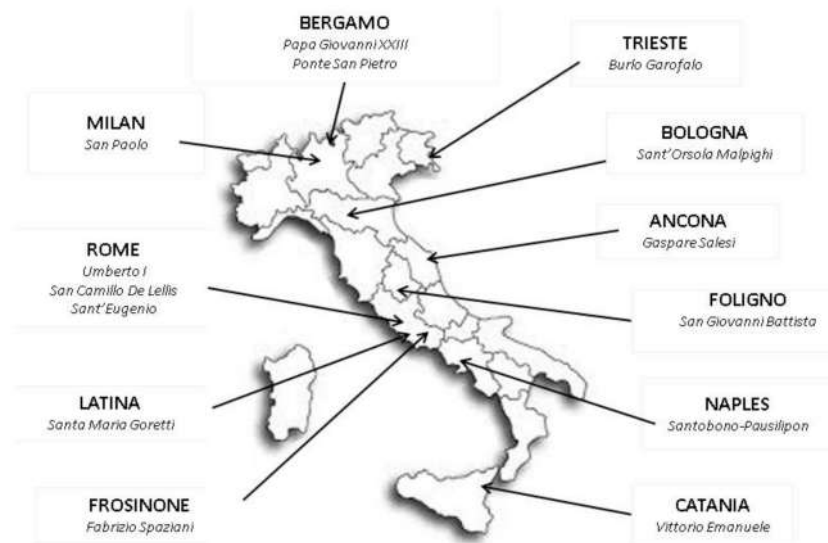 BERGAMO
Papa Giovanni XXIII
Ponte San Pietro
TRIESTE
Burlo Garofalo
MILAN
San Paolo
BOLOGNA
Sant'Orsola Malpighi
ANCONA
Gaspare Salesi
ROME
Umberto I
San Camillo De Lellis
Sant'Eugenio
FOLIGNO
San Giovanni Battista
LATINA
Santa Maria Goretti
NAPLES
Santobono-Pausilipon
FROSINONE
Fabrizio Spaziani
CATANIA
Vittorio Emanuele